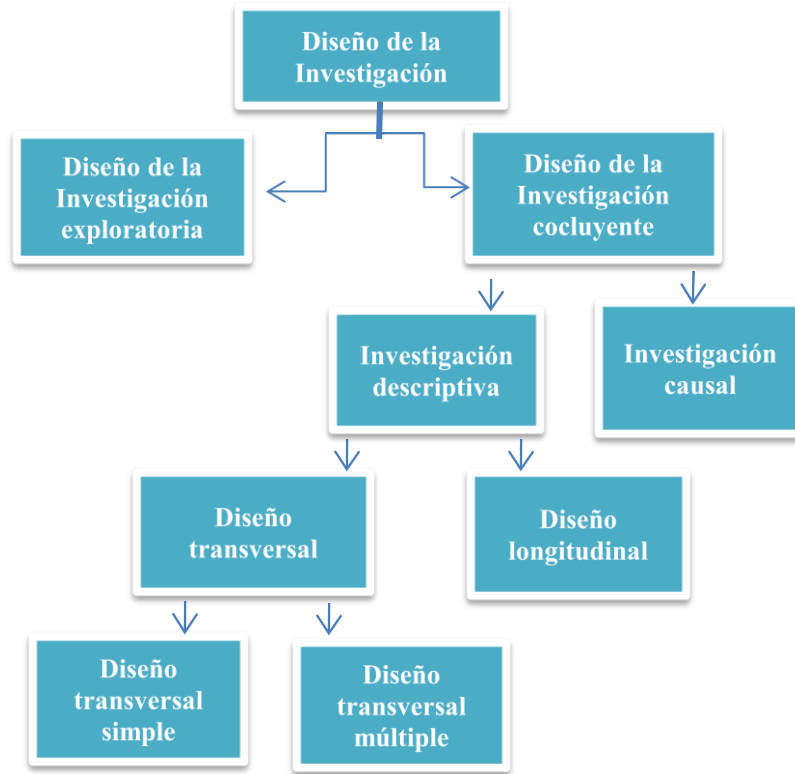 Diseño de la
Investigación
Diseño de la
Investigación
exploratoria
Diseño de la
Investigación
cocluyente
Investigación
descriptiva
Investigación
causal
Diseño
transversal
Diseño
longitudinal
Diseño
transversal
simple
Diseño
transversal
múltiple